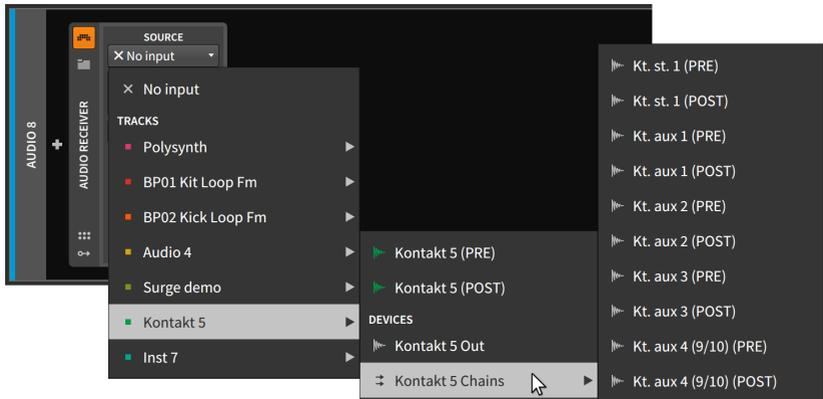 SOURCE
No input
AUDIO 8
AUDIO RECEIVER
No input
TRACKS
Polysynth
BP01 Kit Loop Fm
BP02 Kick Loop Fm
Audio 4
Surge demo
Kontakt 5
Inst 7
Kontakt 5 (PRE)
Kontakt 5 (POST)
DEVICES
Kontakt 5 Out
Kontakt 5 Chains
Kt. st. 1 (PRE)
Kt. st. 1 (POST)
Kt. aux 1 (PRE)
Kt. aux 1 (POST)
Kt. aux 2 (PRE)
Kt. aux 2 (POST)
Kt. aux 3 (PRE)
Kt. aux 3 (POST)
Kt. aux 4 (9/10) (PRE)
Kt. aux 4 (9/10) (POST)